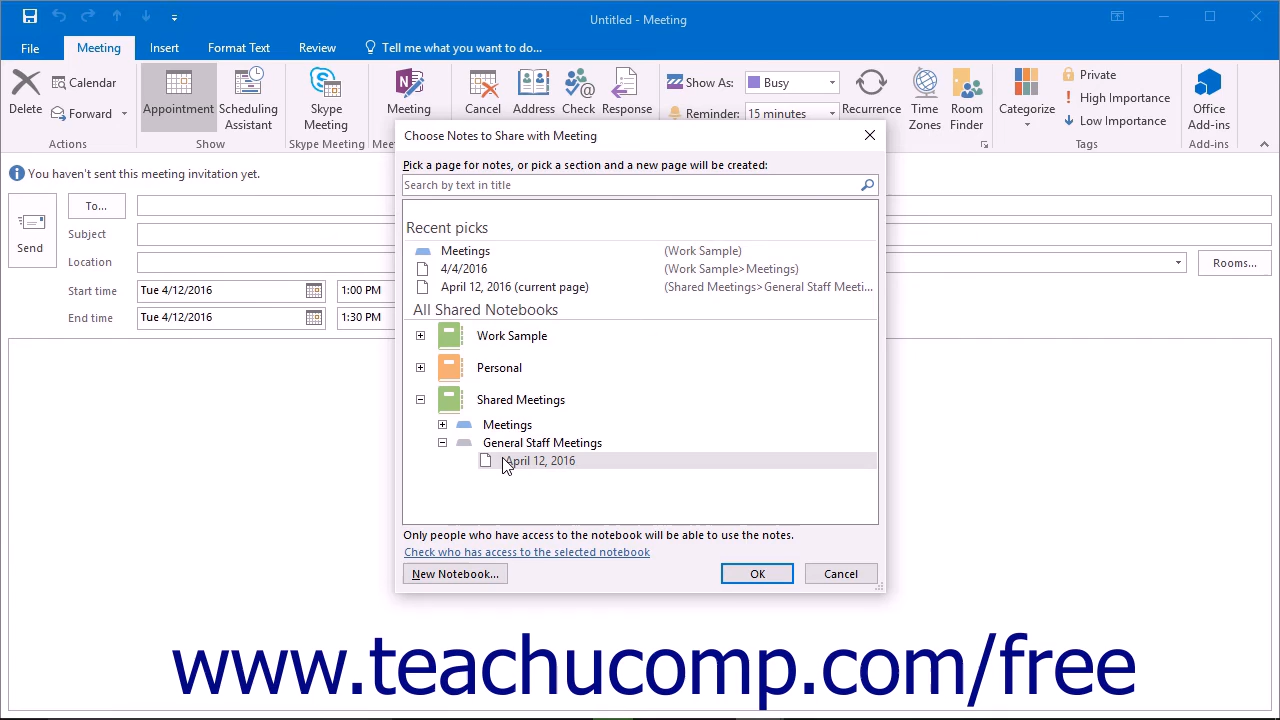 Untitled - Meeting
File Meeting Insert Format Text Review Tell me what you want to do...
Delete
Calendar
Forward
Actions
Appointment
Scheduling Assistant
Show
Skype Meeting
Skype Meeting
Meeting
Mee
Cancel
Address
Check
Response
Show As: Busy
Reminder: 15 minutes
Recurrence
Time Zones
Room Finder
Categorize
Private
High Importance
Low Importance
Tags
Office Add-ins
Add-ins
You haven't sent this meeting invitation yet.
Send
To...
Subject
Location
Rooms...
Start time Tue 4/12/2016 1:00 PM
End time Tue 4/12/2016 1:30 PM
Choose Notes to Share with Meeting
Pick a page for notes, or pick a section and a new page will be created:
Search by text in title
Recent picks
Meetings (Work Sample)
4/4/2016 (Work Sample>Meetings)
April 12, 2016 (current page) (Shared Meetings>General Staff Meeti...
All Shared Notebooks
Work Sample
Personal
Shared Meetings
Meetings
General Staff Meetings
April 12, 2016
Only people who have access to the notebook will be able to use the notes.
Check who has access to the selected notebook
New Notebook... OK Cancel
www.teachucomp.com/free